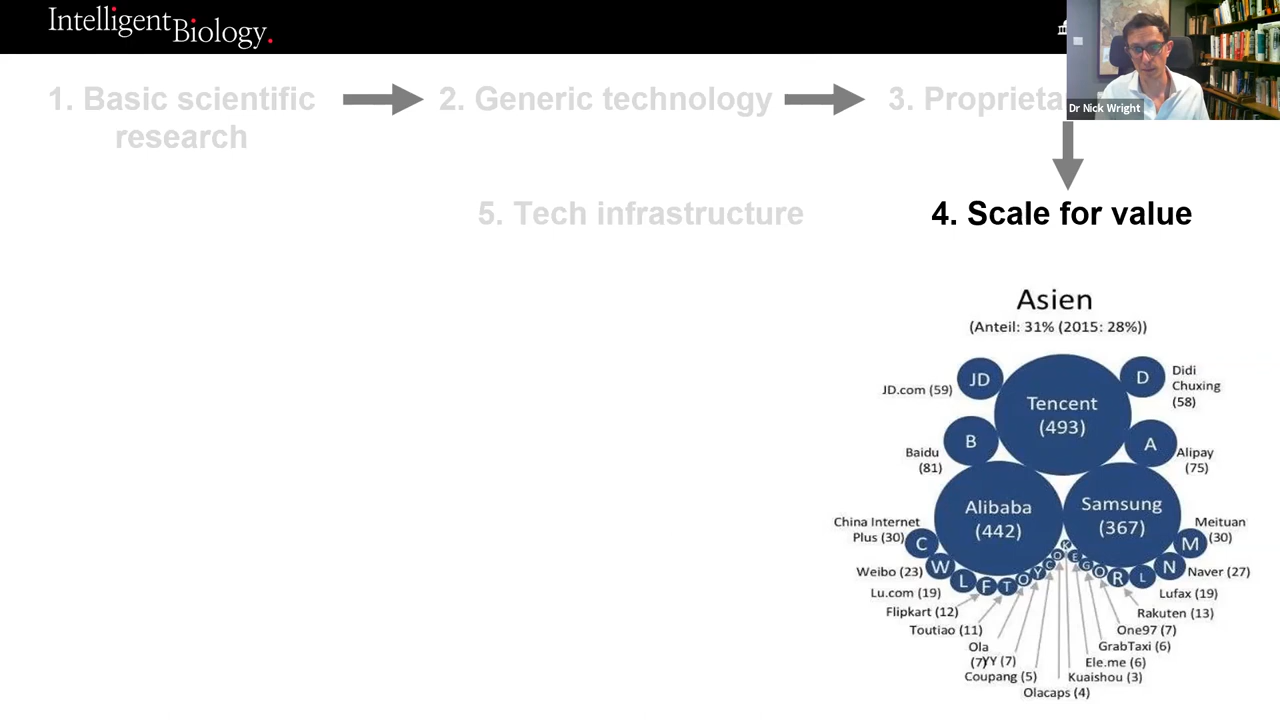 Intelligent Biology.
Dr Nick Wright
1. Basic scientific
research
2. Generic technology
3. Proprieta
5. Tech infrastructure
4. Scale for value
Asien
(Anteil: 31% (2015: 28%))
JD
JD.com (59)
D
Didi
Chuxing
(58)
Tencent
(493)
B
Baidu
(81)
A
Alipay
(75)
Alibaba
(442)
Samsung
(367)
China Internet
Plus (30)
C
Meituan
(30)
M
W
Weibo (23)
N
Naver (27)
L
Lu.com (19)
L
Lufax (19)
F
Flipkart (12)
R
Rakuten (13)
T
Toutiao (11)
O
One97 (7)
O
Ola
(7)
G
GrabTaxi (6)
Y
YY (7)
E
Ele.me (6)
C
Coupang (5)
K
Kuaishou (3)
O
Olacaps (4)